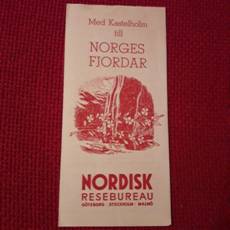 Med Kastelholm
till
NORGES
FJORDAR
NORDISK
RESEBUREAU
GÖTEBORG STOCKHOLM MALMÖ